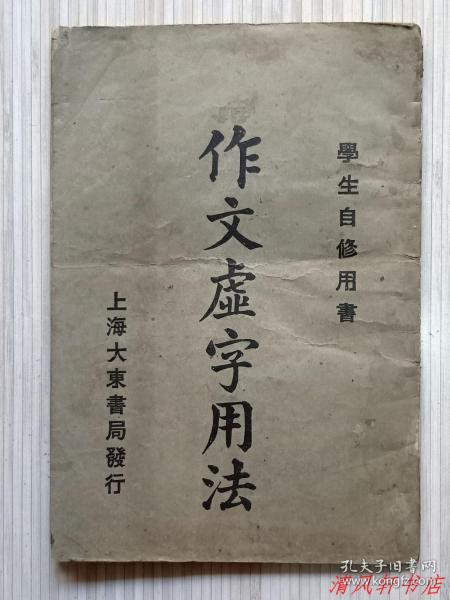 學生自修用書
作文虛字用法
上海大東書局發行
孔夫子旧书网
清风轩书店